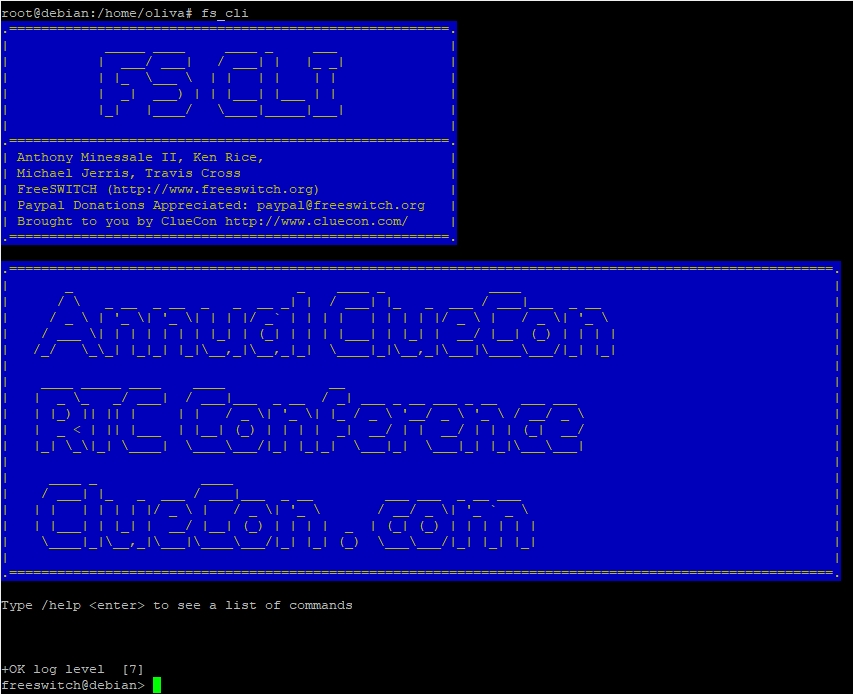 root@debian:/home/oliva# fs_cli
FS CLI
Anthony Minessale II, Ken Rice,
Michael Jerris, Travis Cross
FreeSWITCH (http://www.freeswitch.org)
Paypal Donations Appreciated: paypal@freeswitch.org
Brought to you by ClueCon http://www.cluecon.com/
Annual ClueCon
RTC Conference
ClueCon.com
Type /help <enter> to see a list of commands
+OK log level  [7]
freeswitch@debian>